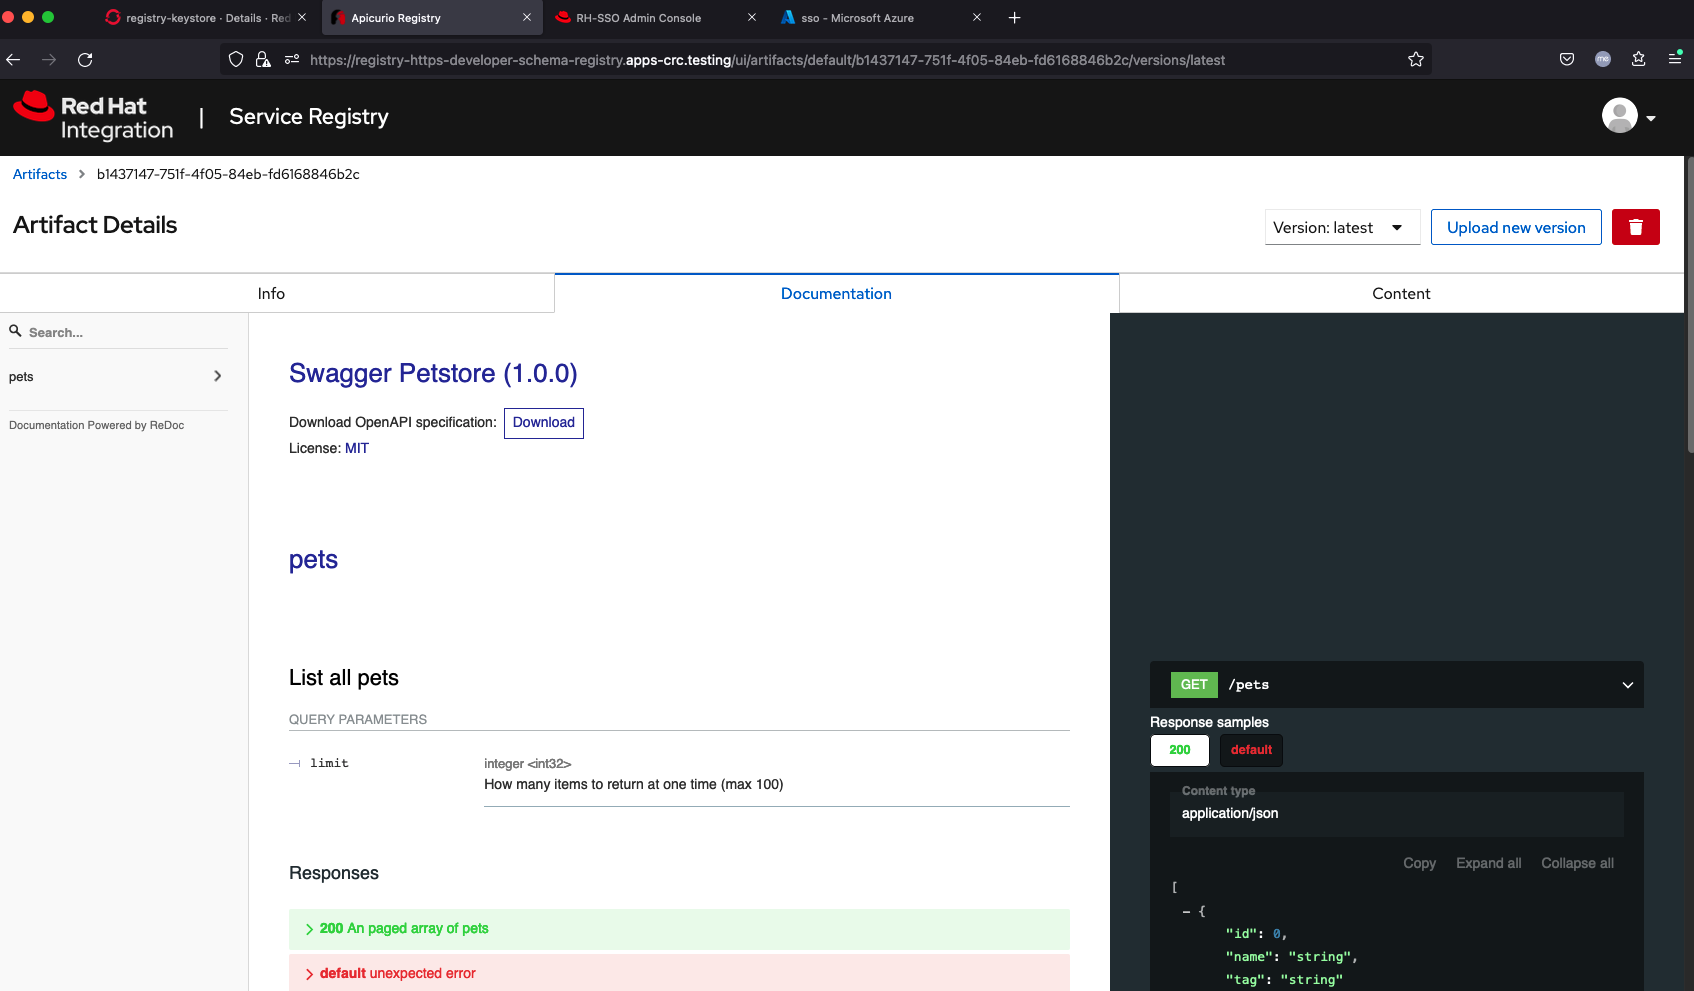 registry-keystore · Details · Red
Apicurio Registry
RH-SSO Admin Console
sso - Microsoft Azure
https://registry-https-developer-schema-registry.apps-crc.testing/ui/artifacts/default/b1437147-751f-4f05-84eb-fd6168846b2c/versions/latest
me
Red Hat
Integration
| Service Registry
Artifacts > b1437147-751f-4f05-84eb-fd6168846b2c
Artifact Details
Version: latest
Upload new version
Info
Documentation
Content
Search...
pets
Documentation Powered by ReDoc
Swagger Petstore (1.0.0)
Download OpenAPI specification: Download
License: MIT
pets
List all pets
QUERY PARAMETERS
limit
integer <int32>
How many items to return at one time (max 100)
Responses
200 An paged array of pets
default unexpected error
GET /pets
Response samples
200 default
Content type
application/json
Copy Expand all Collapse all
[
– {
"id": 0,
"name": "string",
"tag": "string"